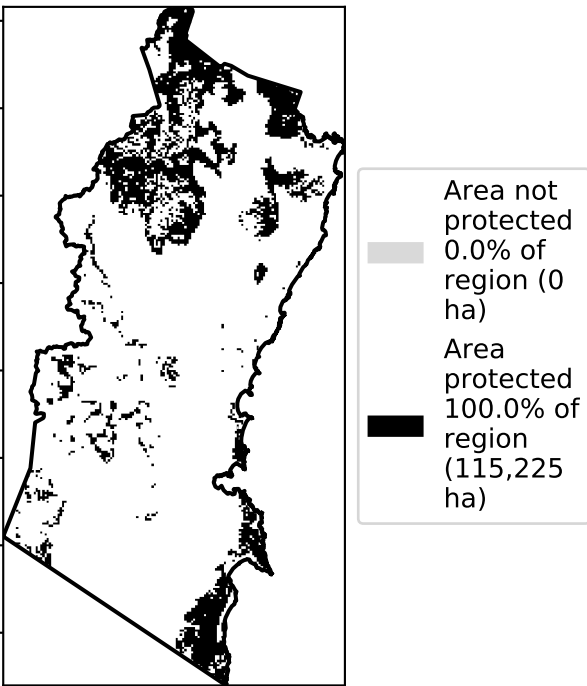 Area not
protected
0.0% of
region (0
ha)
Area
protected
100.0% of
region
(115,225
ha)